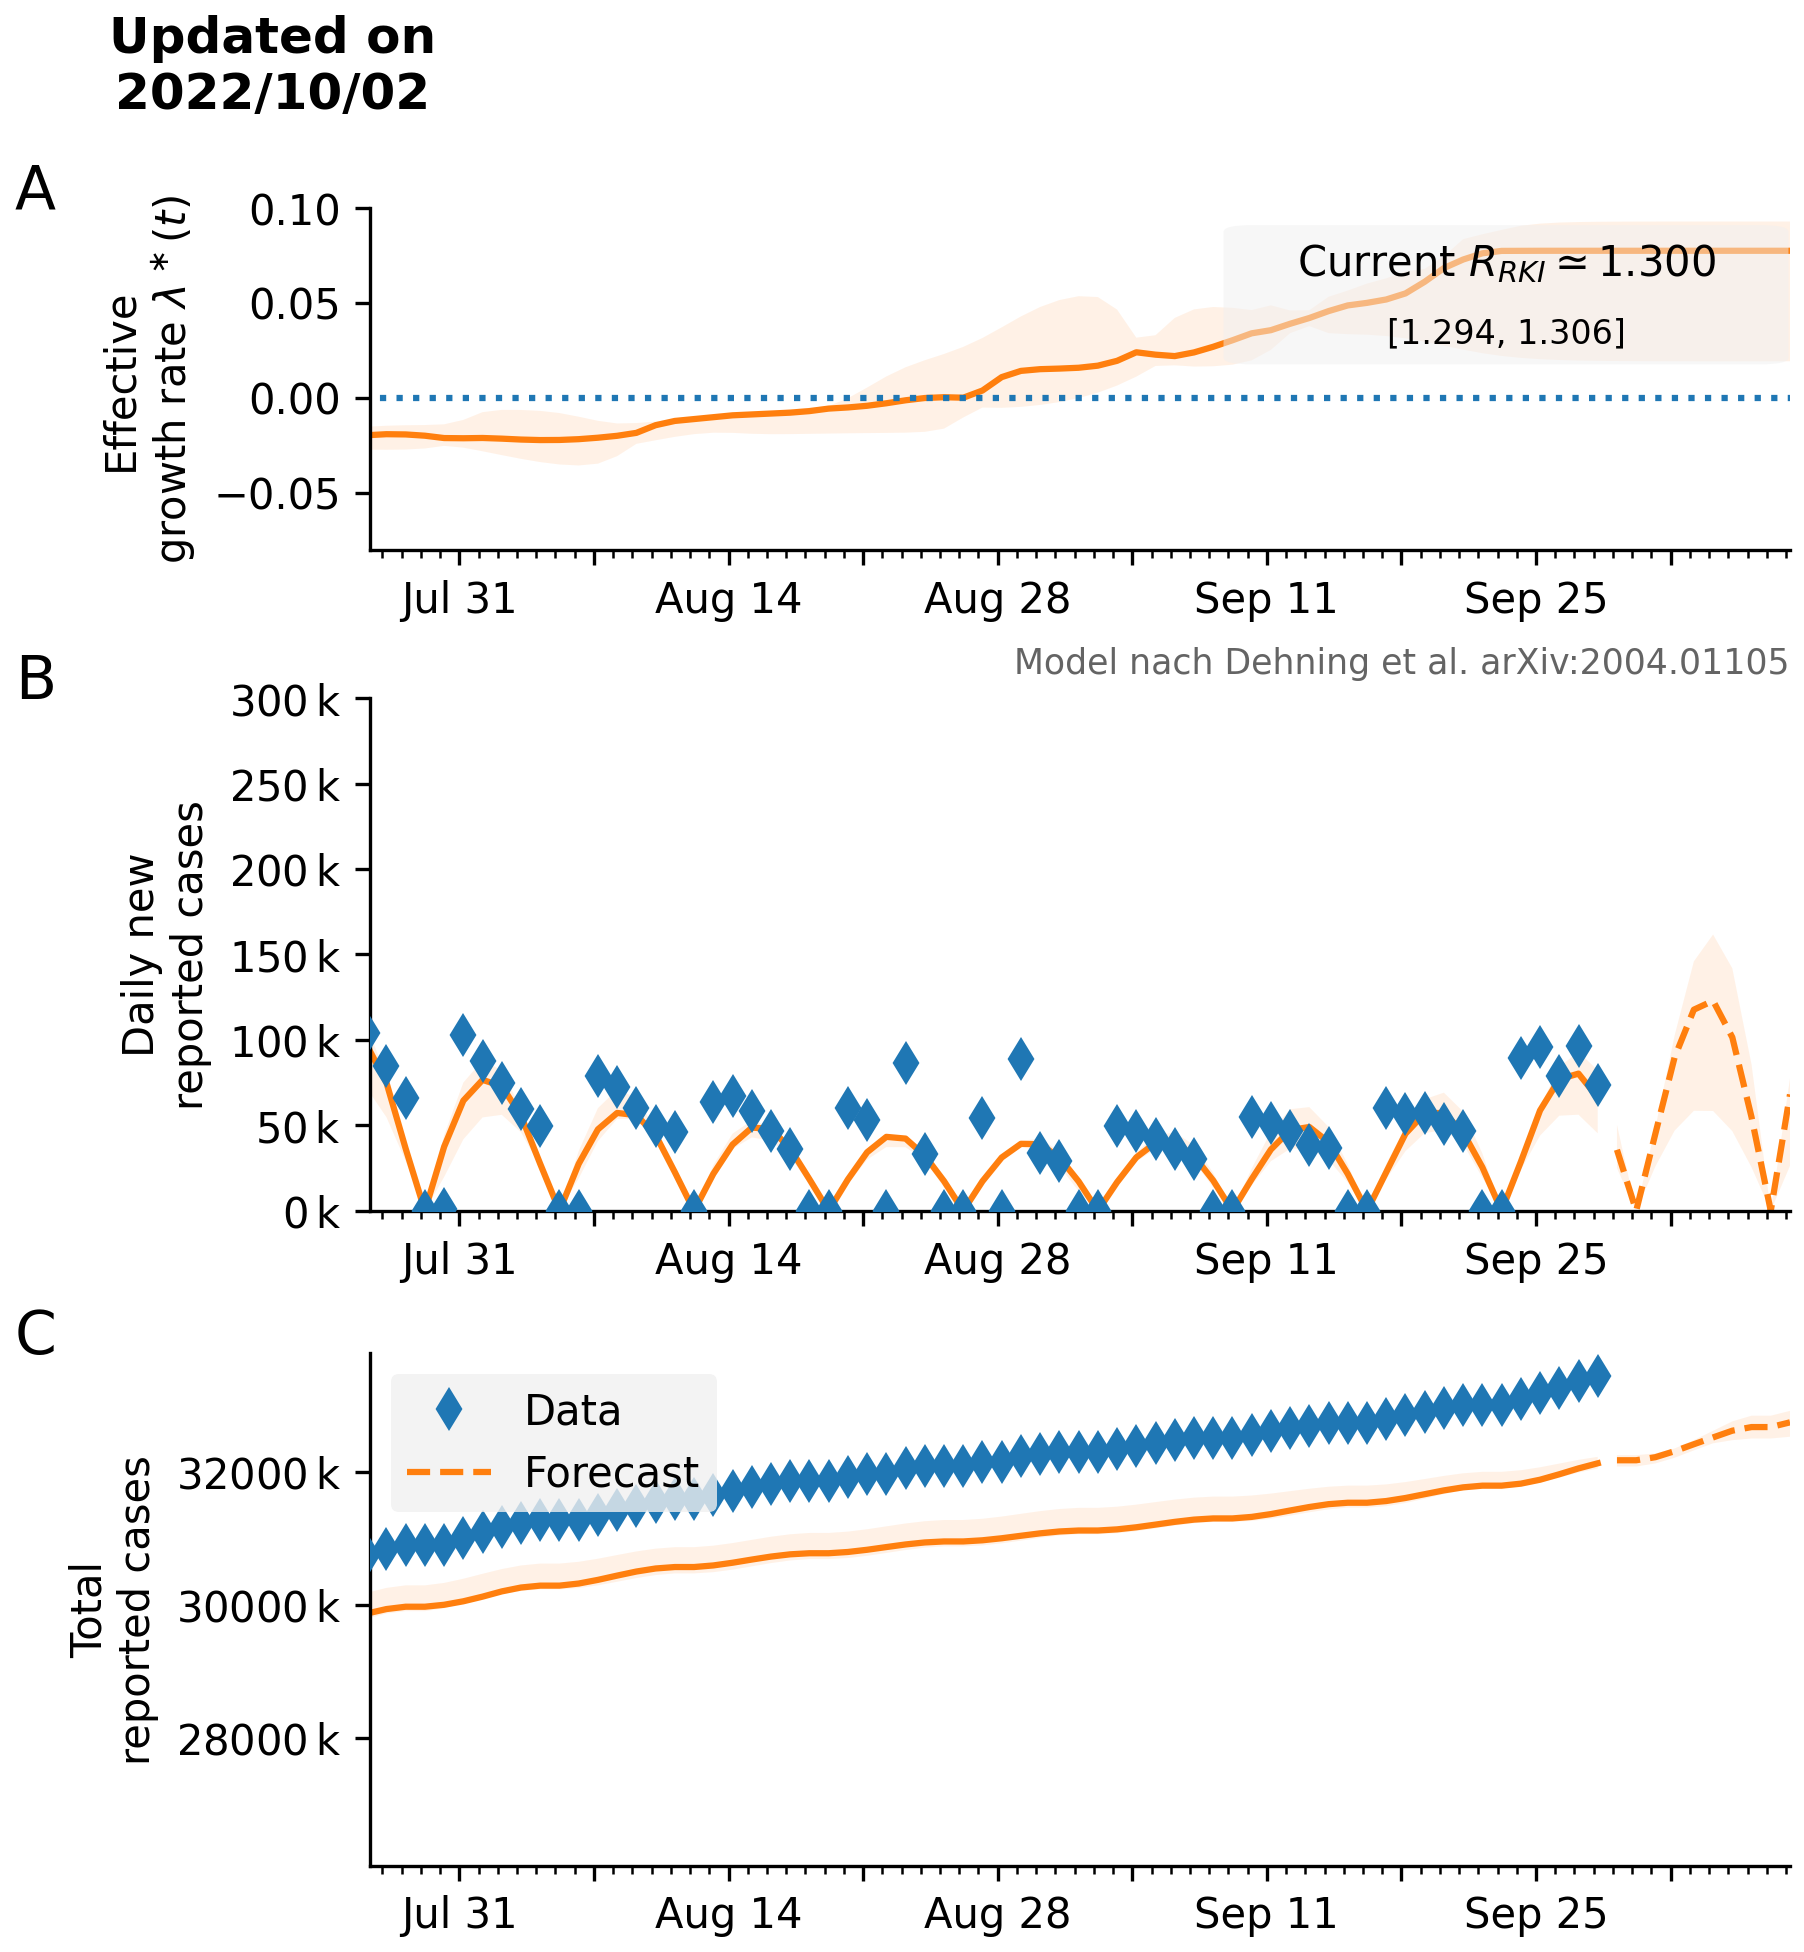 Updated on
2022/10/02
A
Effective
growth rate λ * (t)
0.10
0.05
0.00
−0.05
Current R_RKI ≃ 1.300
[1.294, 1.306]
Jul 31 Aug 14 Aug 28 Sep 11 Sep 25
Model nach Dehning et al. arXiv:2004.01105
B
Daily new
reported cases
300 k
250 k
200 k
150 k
100 k
50 k
0 k
Jul 31 Aug 14 Aug 28 Sep 11 Sep 25
C
Total
reported cases
32000 k
30000 k
28000 k
Data
Forecast
Jul 31 Aug 14 Aug 28 Sep 11 Sep 25